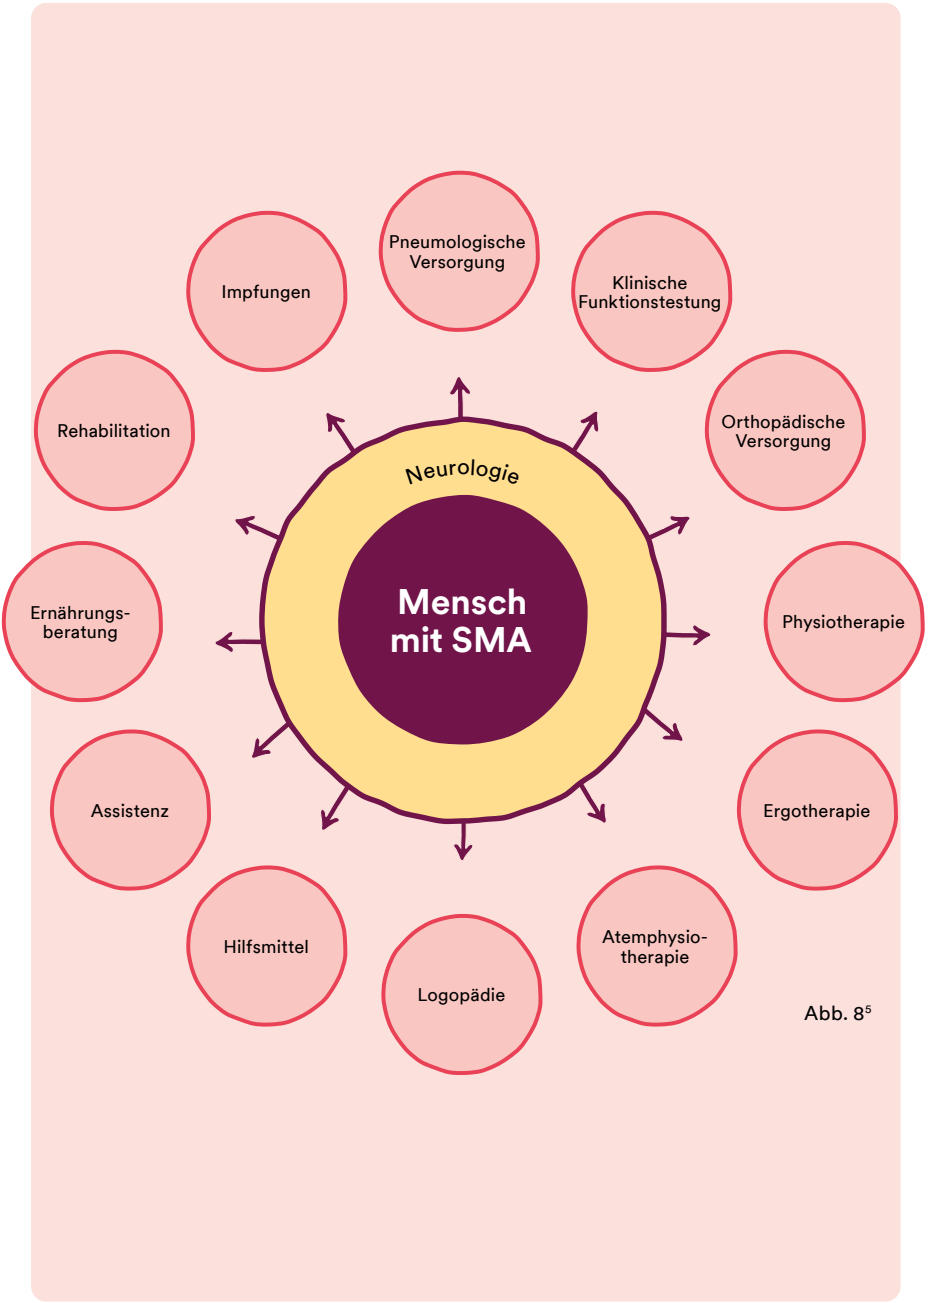 Pneumologische
Versorgung
Klinische
Funktionstestung
Impfungen
Orthopädische
Versorgung
Rehabilitation
Neurologie
Mensch
mit SMA
Ernährungs-
beratung
Physiotherapie
Assistenz
Ergotherapie
Hilfsmittel
Atemphysio-
therapie
Logopädie
Abb. 8⁵